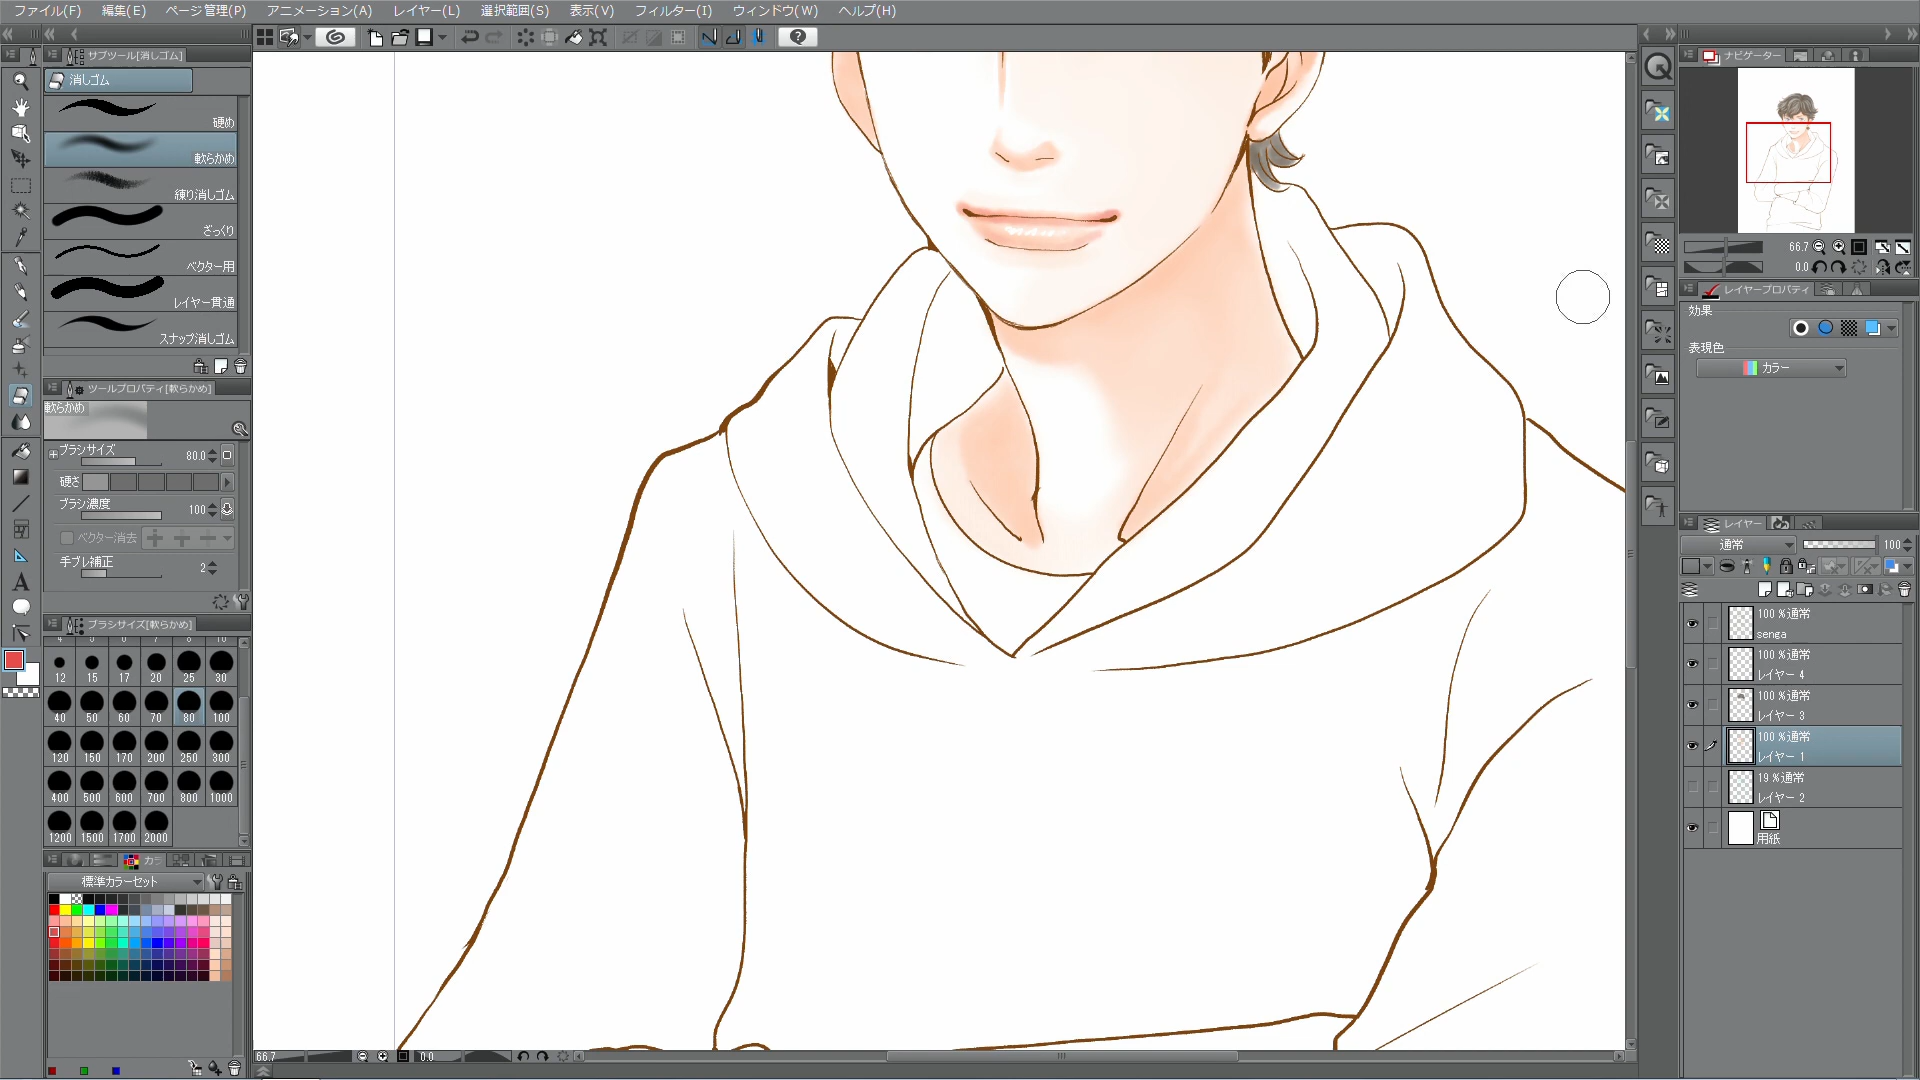 ファイル(F) 編集(E) ページ管理(P) アニメーション(A) レイヤー(L) 選択範囲(S) 表示(V) フィルター(I) ウィンドウ(W) ヘルプ(H)
サブツール[消しゴム]
消しゴム
硬め
軟らかめ
練り消しゴム
ざっくり
ベクター用
レイヤー貫通
スナップ消しゴム
ツールプロパティ[軟らかめ]
軟らかめ
ブラシサイズ 80.0
硬さ
ブラシ濃度 100
ベクター消去
手ブレ補正 2
ブラシサイズ[軟らかめ]
12 15 17 20 25 30
40 50 60 70 80 100
120 150 170 200 250 300
400 500 600 700 800 1000
1200 1500 1700 2000
カラ
標準カラーセット
66.7 0.0
ナビゲーター
66.7
0.0
レイヤープロパティ
効果
表現色
カラー
レイヤー
通常 100
100 %通常
senga
100 %通常
レイヤー 4
100 %通常
レイヤー 3
100 %通常
レイヤー 1
19 %通常
レイヤー 2
用紙